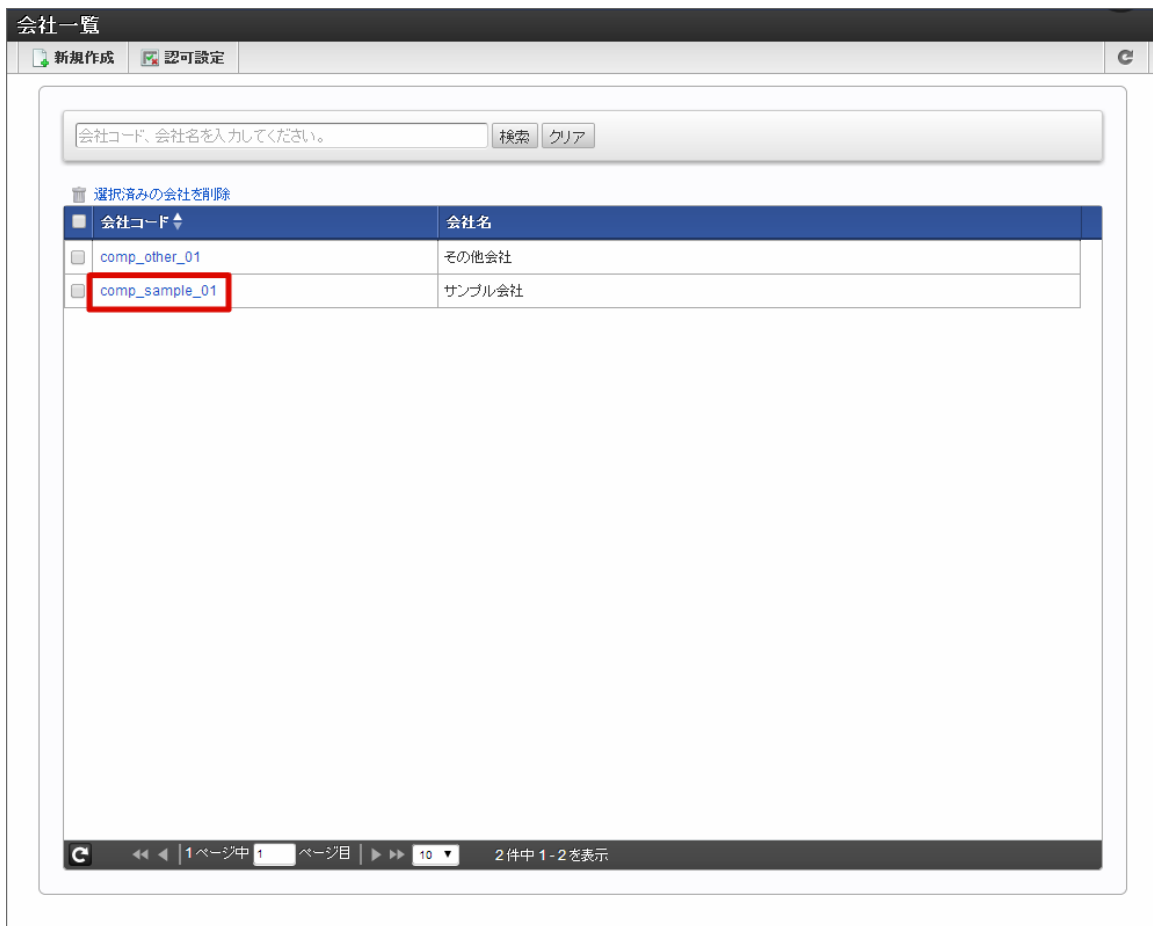 会社一覧
新規作成 認可設定
会社コード、会社名を入力してください。 検索 クリア
選択済みの会社を削除
会社コード 会社名
comp_other_01 その他会社
comp_sample_01 サンプル会社
1 ページ中 1 ページ目 10 2 件中 1 - 2 を表示